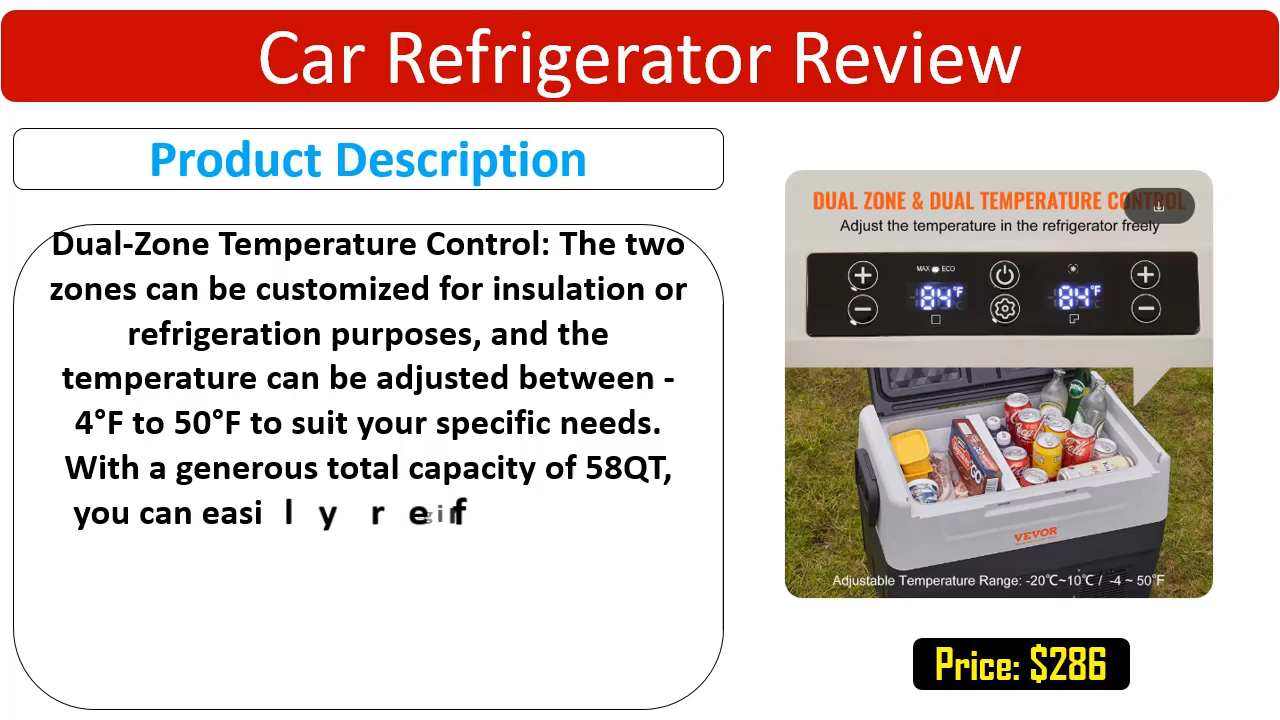 Car Refrigerator Review
Product Description
Dual-Zone Temperature Control: The two
zones can be customized for insulation or
refrigeration purposes, and the
temperature can be adjusted between -
4°F to 50°F to suit your specific needs.
With a generous total capacity of 58QT,
you can easily ref
DUAL ZONE & DUAL TEMPERATURE CONTROL
Adjust the temperature in the refrigerator freely
MAX ECO
84°F
84°F
VEVOR
Adjustable Temperature Range: -20℃~10℃ / -4 ~ 50°F
Price: $286